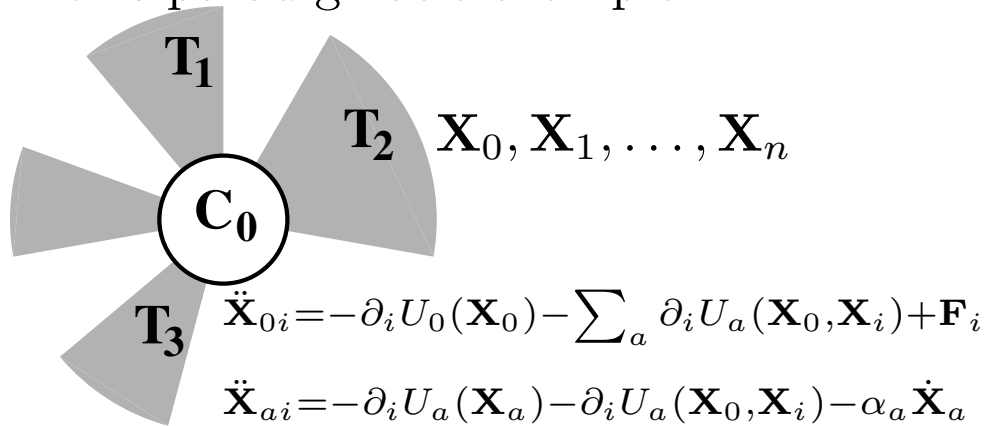 T₁
T₂
X₀, X₁, . . . , Xₙ
C₀
T₃
Ẍ₀ᵢ=−∂ᵢU₀(X₀)−∑ₐ ∂ᵢUₐ(X₀,Xᵢ)+Fᵢ
Ẍₐᵢ=−∂ᵢUₐ(Xₐ)−∂ᵢUₐ(X₀,Xᵢ)−αₐẊₐ